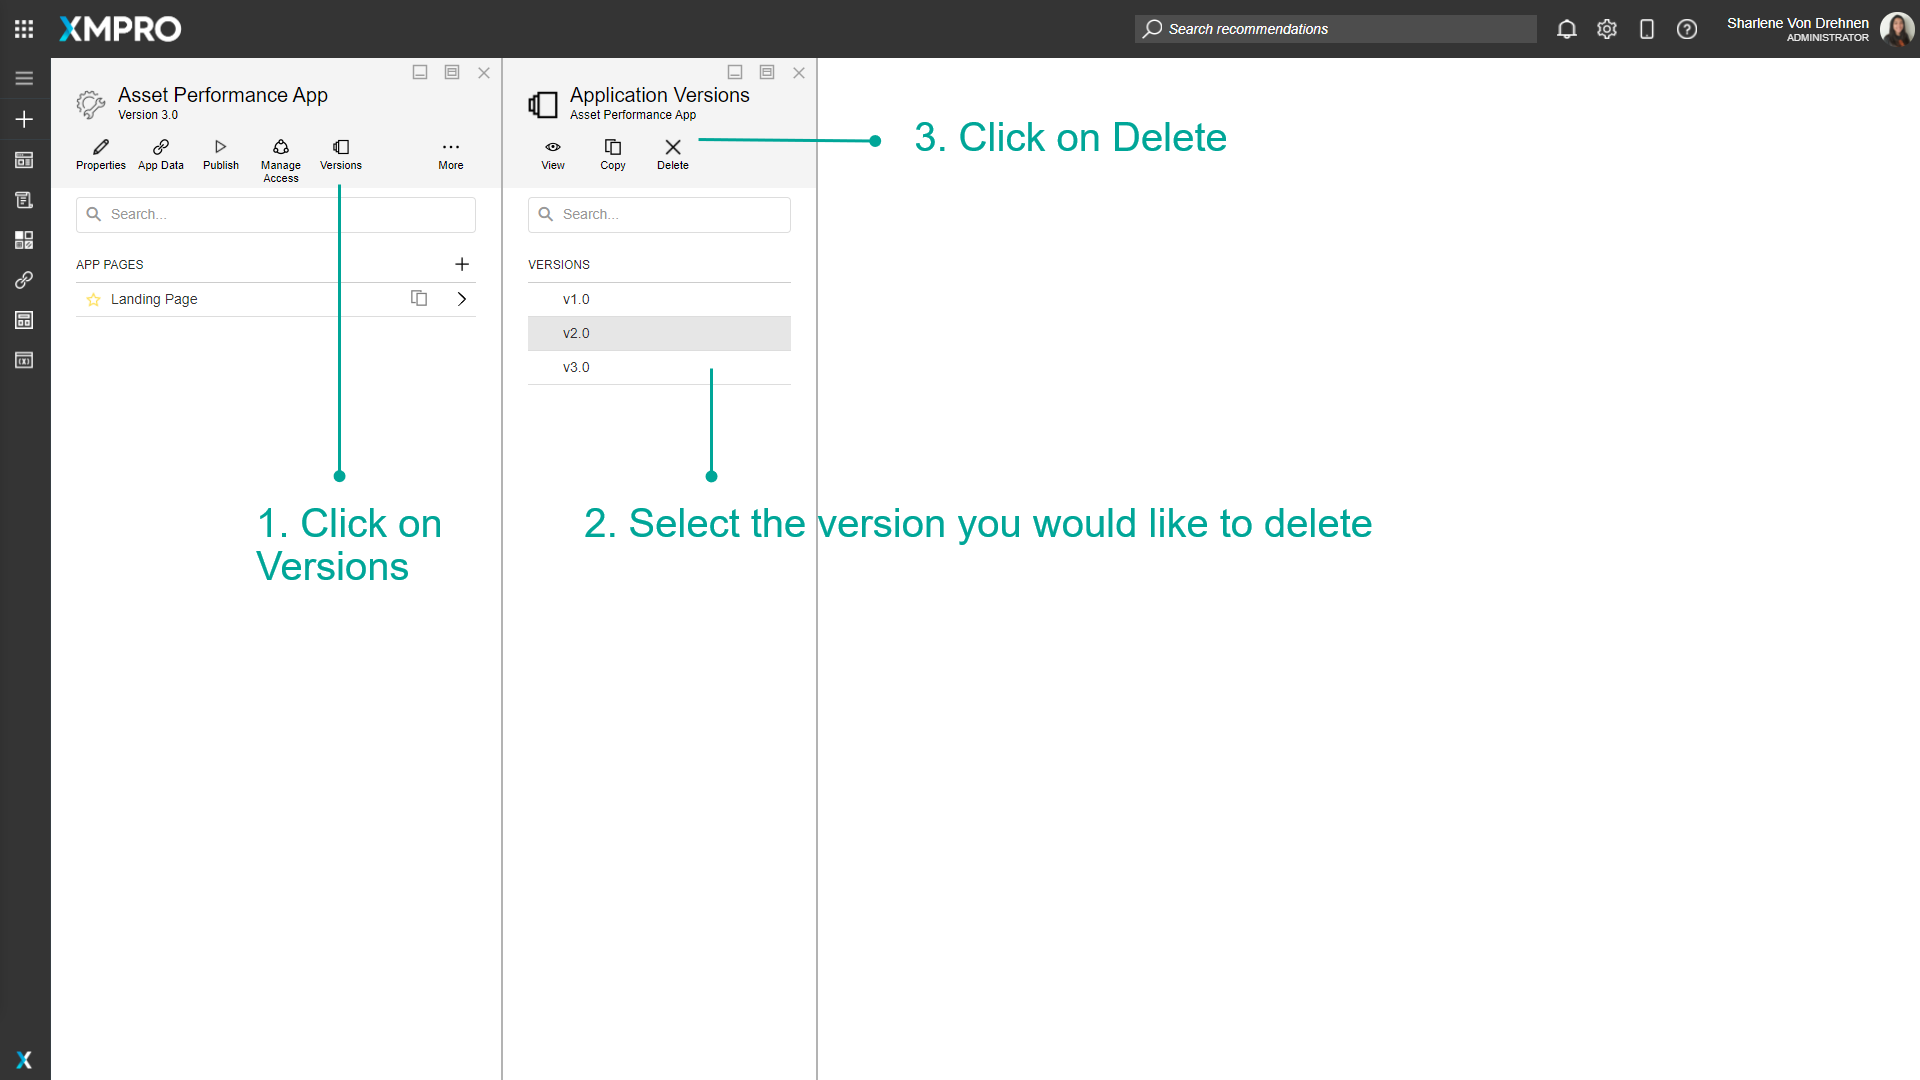 XMPRO
Search recommendations
Sharlene Von Drehnen
ADMINISTRATOR
Asset Performance App
Version 3.0
Properties
App Data
Publish
Manage
Access
Versions
More
Search...
APP PAGES
Landing Page
Application Versions
Asset Performance App
View
Copy
Delete
Search...
VERSIONS
v1.0
v2.0
v3.0
3. Click on Delete
1. Click on
Versions
2. Select the version you would like to delete